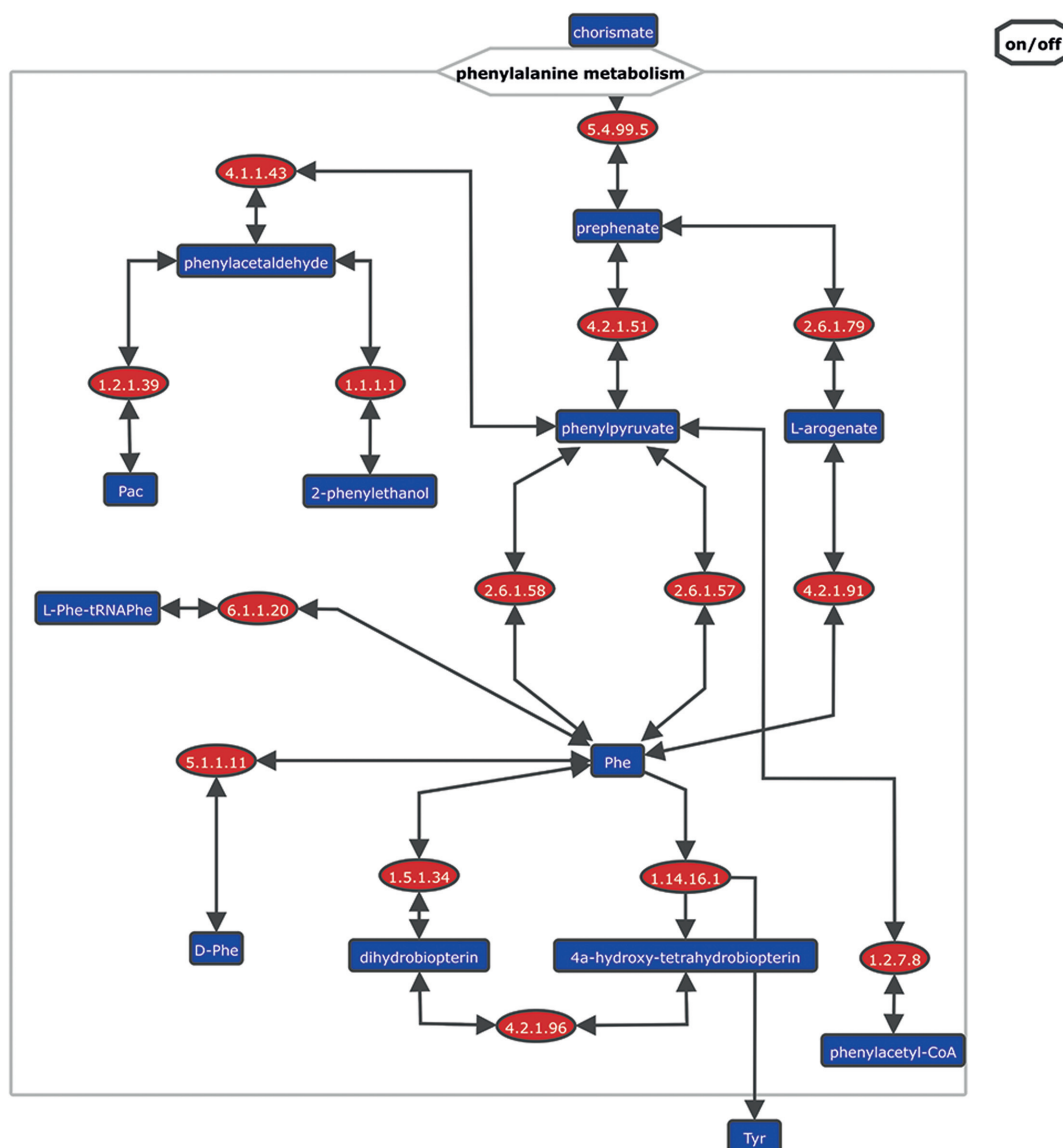 chorismate
on/off
phenylalanine metabolism
5.4.99.5
4.1.1.43
prephenate
phenylacetaldehyde
4.2.1.51
2.6.1.79
1.2.1.39
1.1.1.1
phenylpyruvate
L-arogenate
Pac
2-phenylethanol
2.6.1.58
2.6.1.57
4.2.1.91
L-Phe-tRNAPhe
6.1.1.20
5.1.1.11
Phe
1.5.1.34
1.14.16.1
D-Phe
dihydrobiopterin
4a-hydroxy-tetrahydrobiopterin
1.2.7.8
4.2.1.96
phenylacetyl-CoA
Tyr